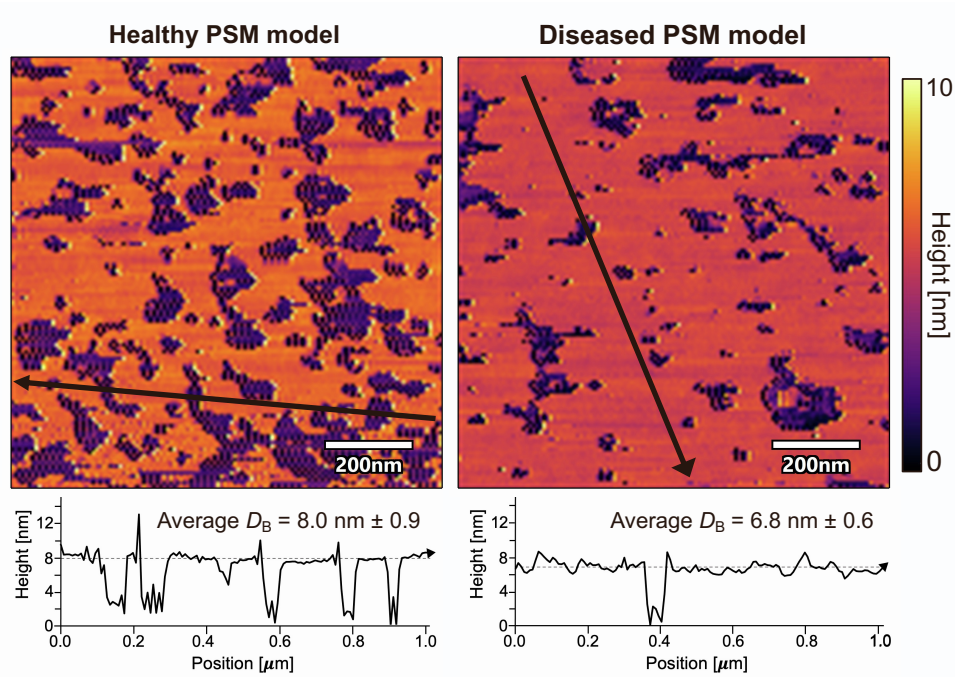 Healthy PSM model
Diseased PSM model
10
Height [nm]
0
200nm
200nm
Average D_B = 8.0 nm ± 0.9
Height [nm]
12
8
4
0
0.0 0.2 0.4 0.6 0.8 1.0
Position [μm]
Average D_B = 6.8 nm ± 0.6
Height [nm]
12
8
4
0
0.0 0.2 0.4 0.6 0.8 1.0
Position [μm]